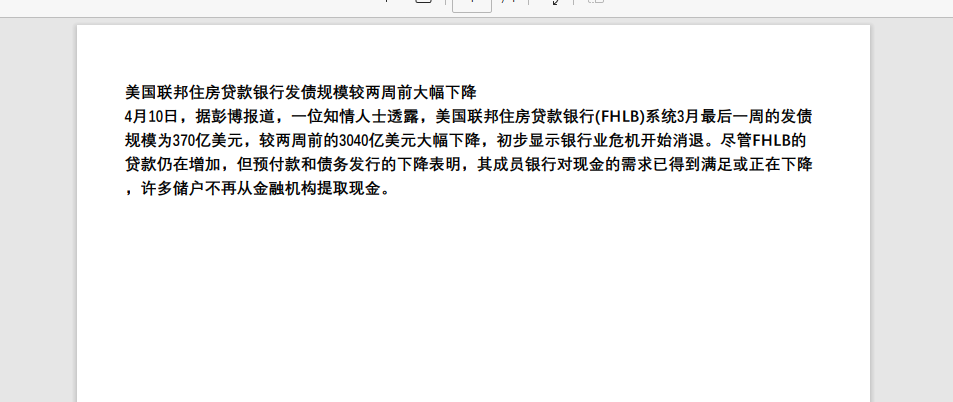 美国联邦住房贷款银行发债规模较两周前大幅下降
4月10日，据彭博报道，一位知情人士透露，美国联邦住房贷款银行(FHLB)系统3月最后一周的发债
规模为370亿美元，较两周前的3040亿美元大幅下降，初步显示银行业危机开始消退。尽管FHLB的
贷款仍在增加，但预付款和债务发行的下降表明，其成员银行对现金的需求已得到满足或正在下降
，许多储户不再从金融机构提取现金。